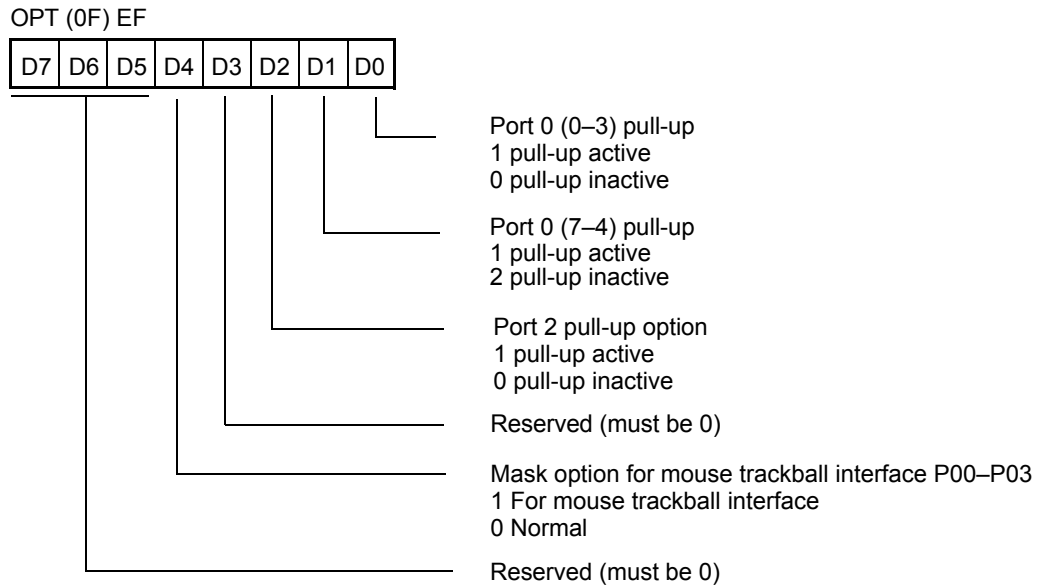 OPT (0F) EF
D7 D6 D5 D4 D3 D2 D1 D0
Port 0 (0–3) pull-up
1 pull-up active
0 pull-up inactive
Port 0 (7–4) pull-up
1 pull-up active
2 pull-up inactive
Port 2 pull-up option
1 pull-up active
0 pull-up inactive
Reserved (must be 0)
Mask option for mouse trackball interface P00–P03
1 For mouse trackball interface
0 Normal
Reserved (must be 0)